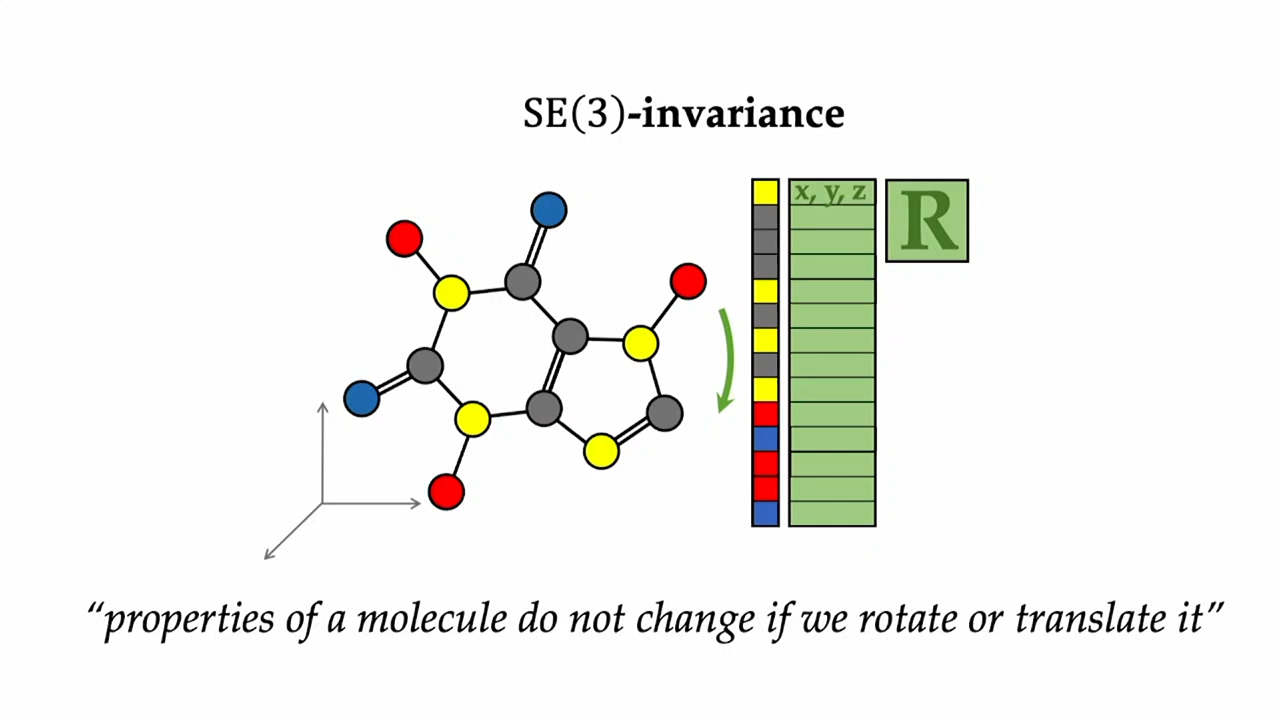 SE(3)-invariance
x, y, z
R
“properties of a molecule do not change if we rotate or translate it”